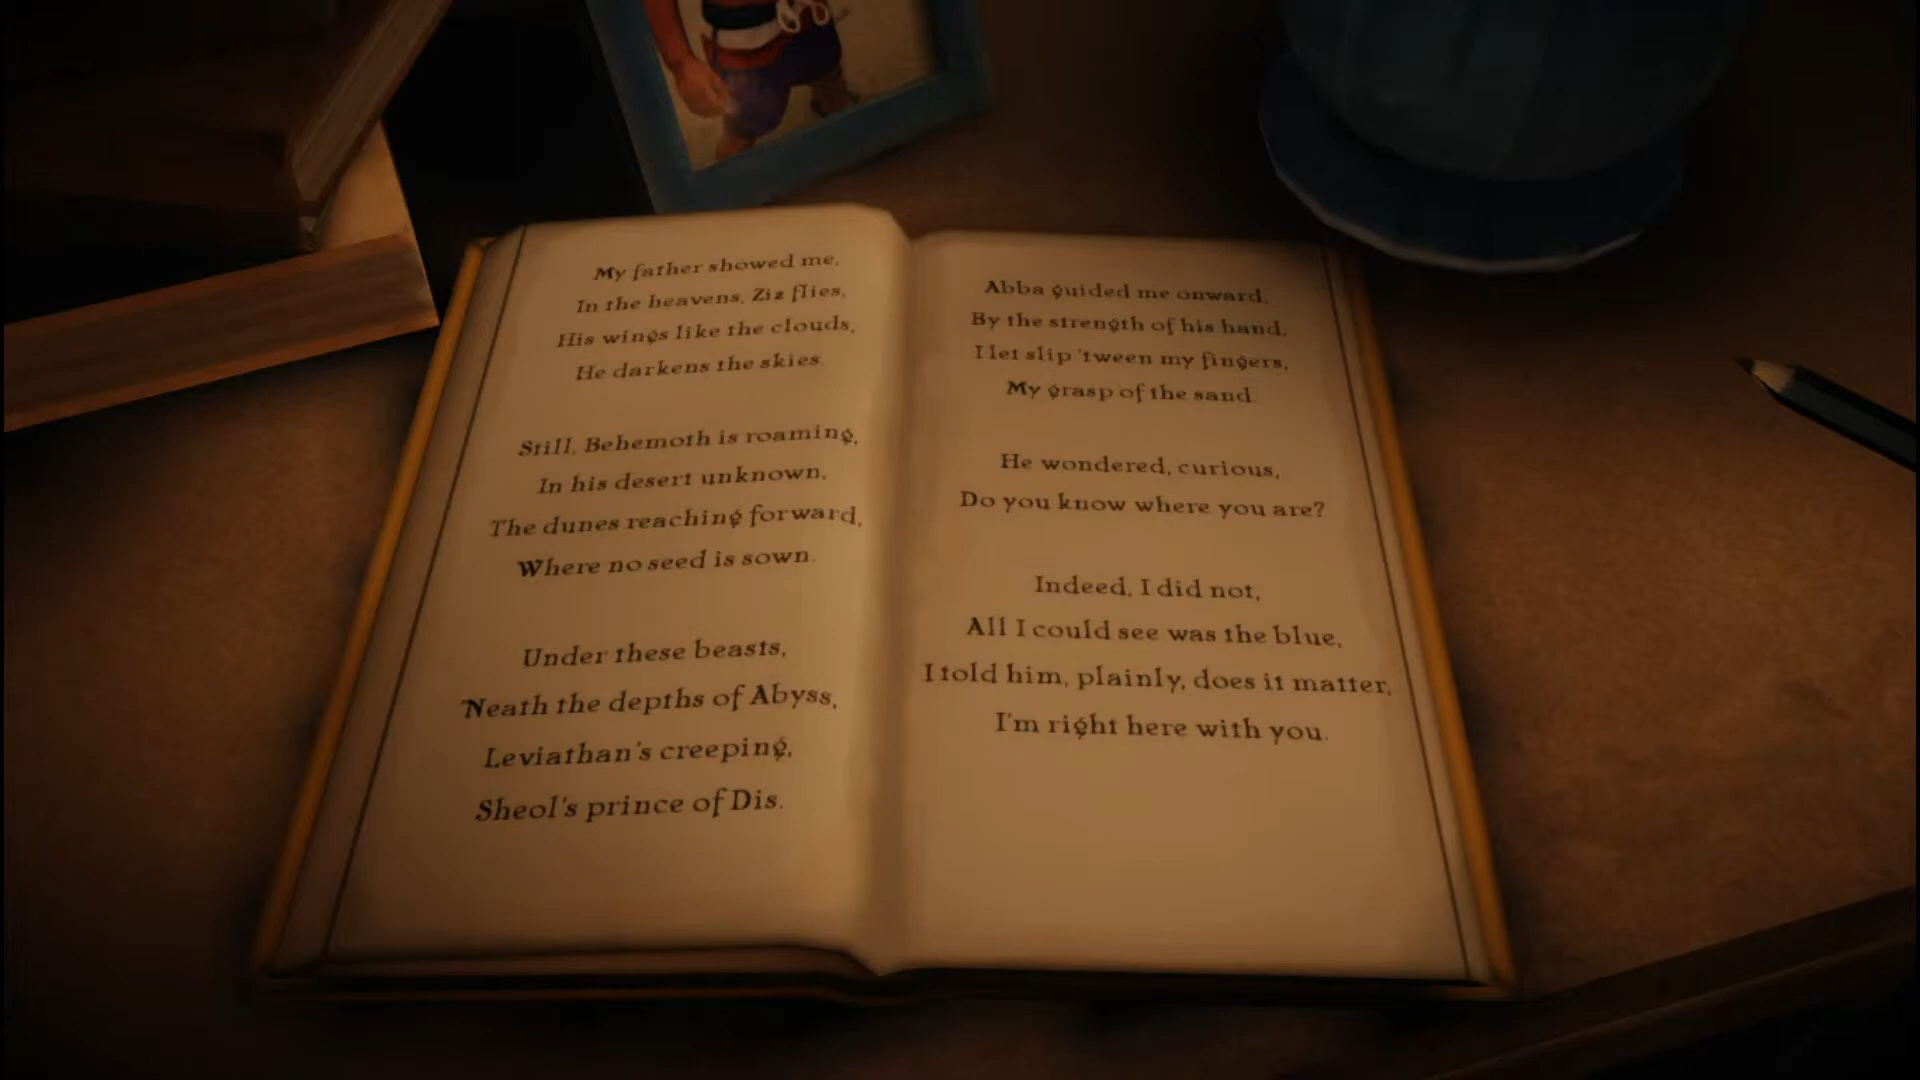 My father showed me,
In the heavens, Ziz flies,
His wings like the clouds,
He darkens the skies.
Still, Behemoth is roaming,
In his desert unknown,
The dunes reaching forward,
Where no seed is sown.
Under these beasts,
'Neath the depths of Abyss,
Leviathan's creeping,
Sheol's prince of Dis.
Abba guided me onward,
By the strength of his hand,
I let slip 'tween my fingers,
My grasp of the sand.
He wondered, curious,
Do you know where you are?
Indeed, I did not,
All I could see was the blue,
I told him, plainly, does it matter,
I'm right here with you.